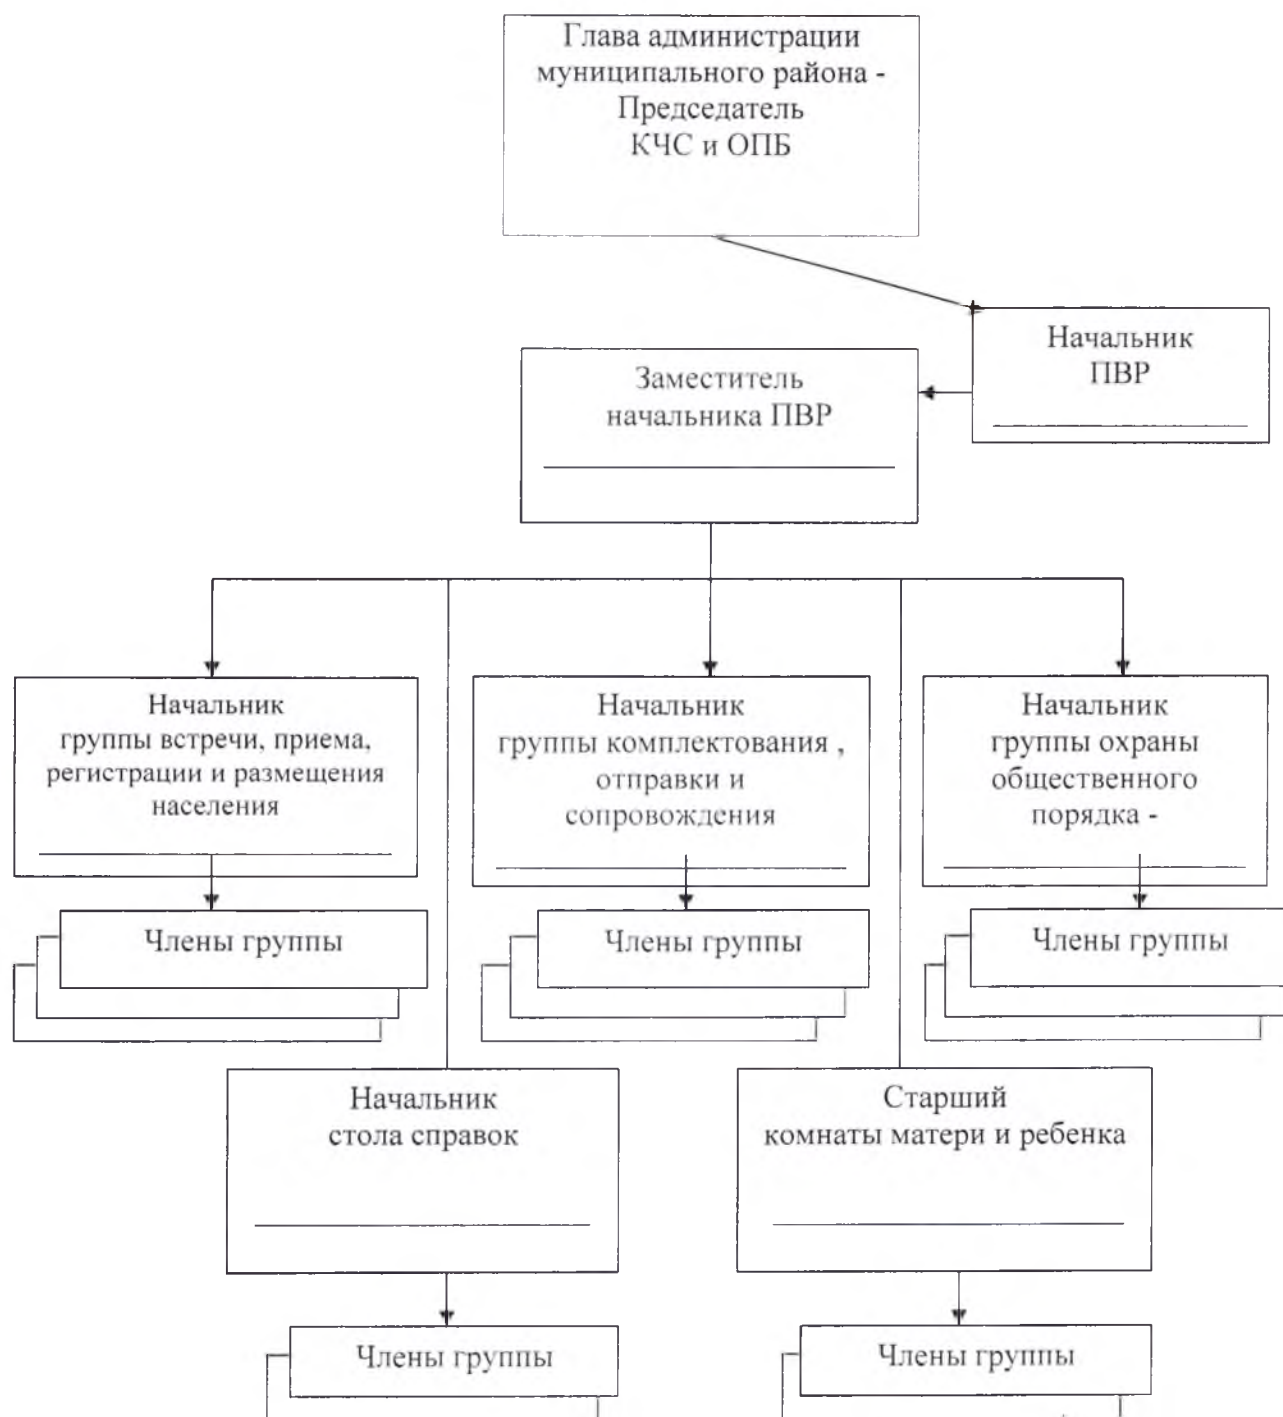 Глава администрации
муниципального района -
Председатель
КЧС и ОПБ
Начальник
ПВР
Заместитель
начальника ПВР
Начальник
группы встречи, приема,
регистрации и размещения
населения
Начальник
группы комплектования ,
отправки и
сопровождения
Начальник
группы охраны
общественного
порядка -
Члены группы
Члены группы
Члены группы
Начальник
стола справок
Старший
комнаты матери и ребенка
Члены группы
Члены группы